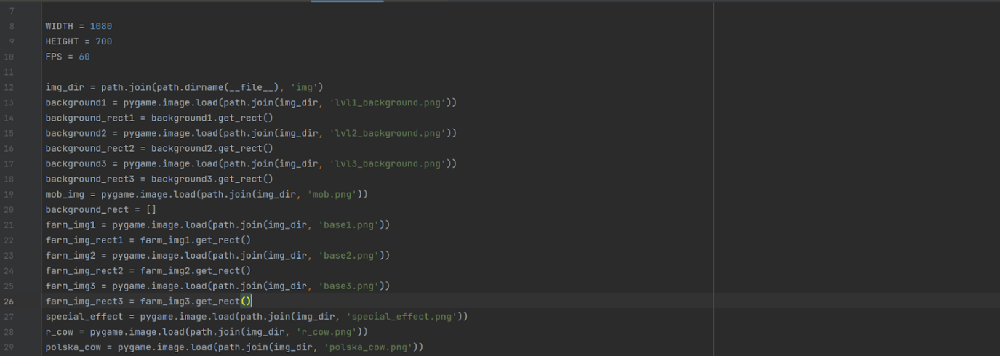 7
8 WIDTH = 1080
9 HEIGHT = 700
10 FPS = 60
11
12 img_dir = path.join(path.dirname(__file__), 'img')
13 background1 = pygame.image.load(path.join(img_dir, 'lvl1_background.png'))
14 background_rect1 = background1.get_rect()
15 background2 = pygame.image.load(path.join(img_dir, 'lvl2_background.png'))
16 background_rect2 = background2.get_rect()
17 background3 = pygame.image.load(path.join(img_dir, 'lvl3_background.png'))
18 background_rect3 = background3.get_rect()
19 mob_img = pygame.image.load(path.join(img_dir, 'mob.png'))
20 background_rect = []
21 farm_img1 = pygame.image.load(path.join(img_dir, 'base1.png'))
22 farm_img_rect1 = farm_img1.get_rect()
23 farm_img2 = pygame.image.load(path.join(img_dir, 'base2.png'))
24 farm_img_rect2 = farm_img2.get_rect()
25 farm_img3 = pygame.image.load(path.join(img_dir, 'base3.png'))
26 farm_img_rect3 = farm_img3.get_rect()
27 special_effect = pygame.image.load(path.join(img_dir, 'special_effect.png'))
28 r_cow = pygame.image.load(path.join(img_dir, 'r_cow.png'))
29 polska_cow = pygame.image.load(path.join(img_dir, 'polska_cow.png'))